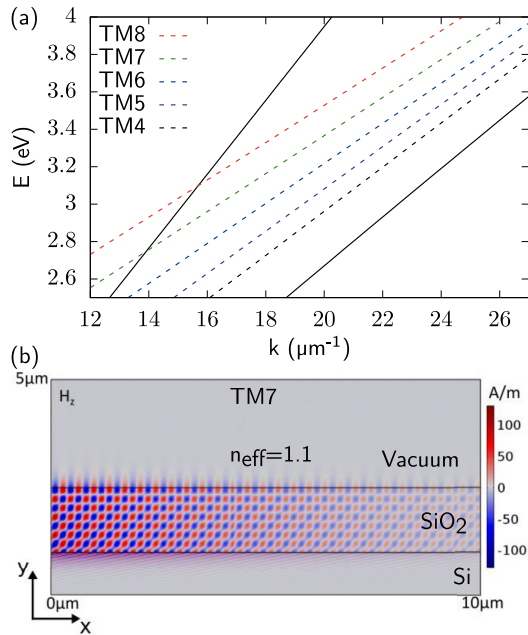 (a)
4
3.8
3.6
3.4
3.2
3
2.8
2.6
E (eV)
TM8
TM7
TM6
TM5
TM4
12 14 16 18 20 22 24 26
k (μm⁻¹)
(b)
5μm
H_z
TM7
A/m
n_eff=1.1
Vacuum
SiO₂
Si
100
50
0
-50
-100
y
x
0μm
10μm